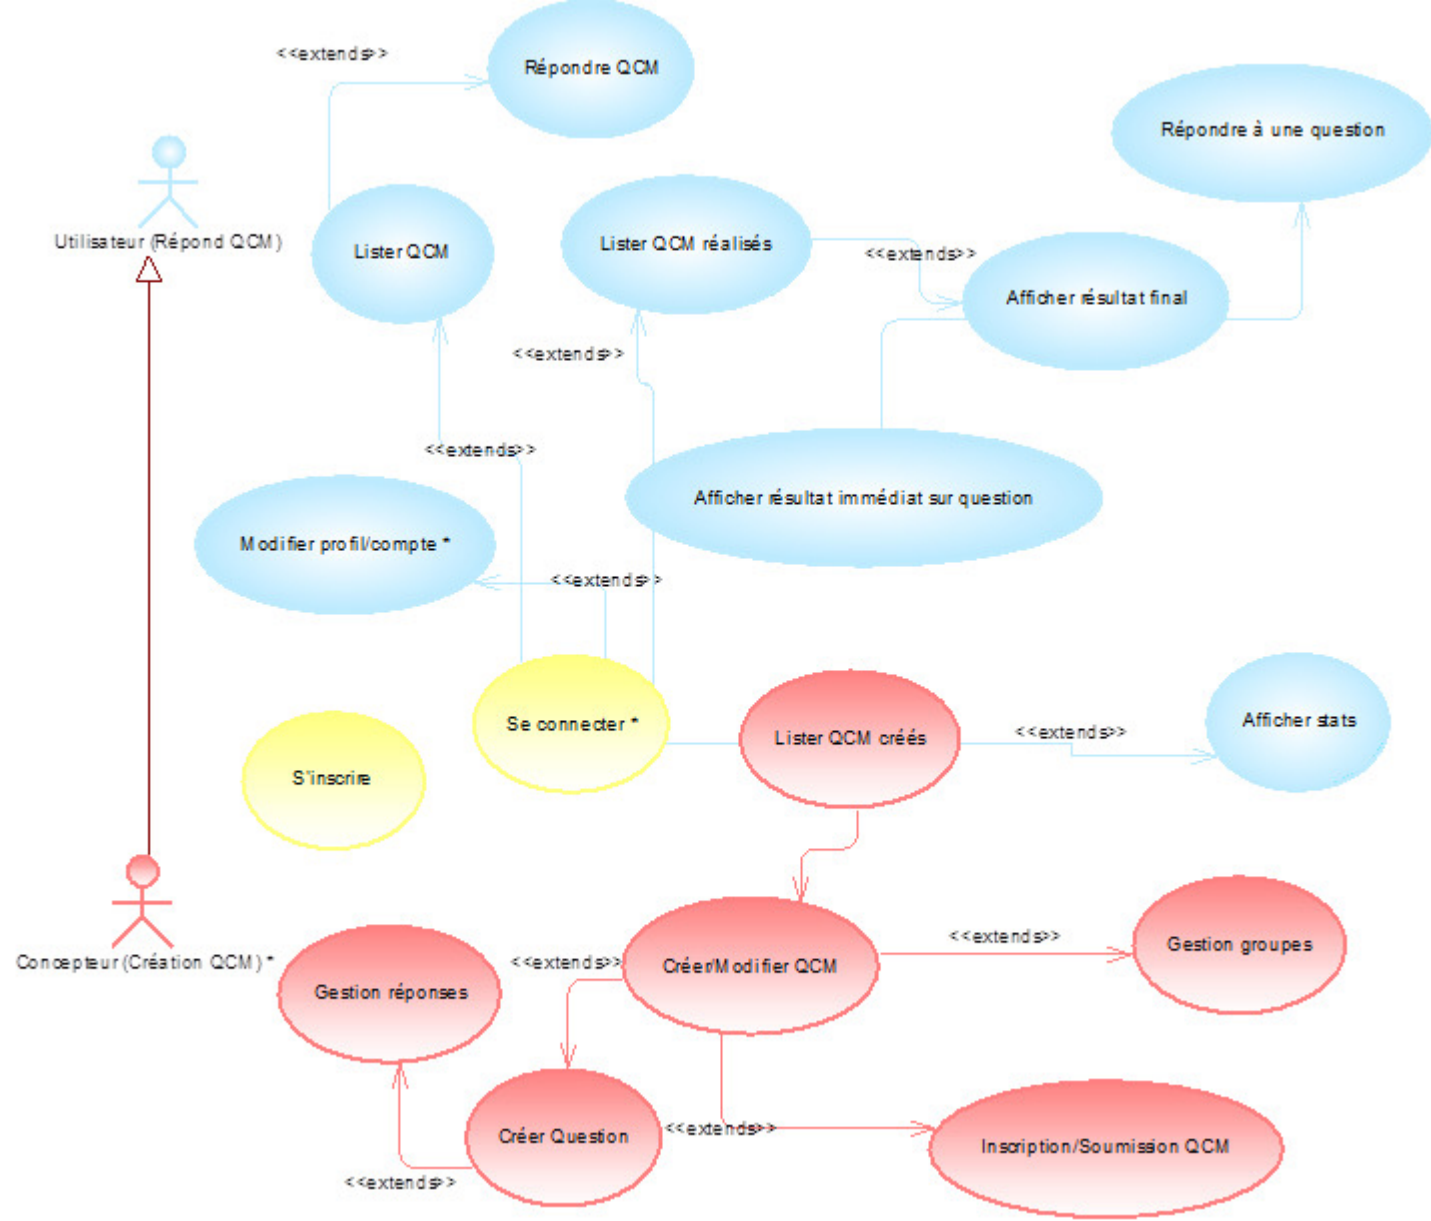 <<extends>>
Répondre QCM
Répondre à une question
Utilisateur (Répond QCM)
Lister QCM
Lister QCM réalisés
<<extends>>
Afficher résultat final
<<extends>>
<<extends>>
Afficher résultat immédiat sur question
Modifier profil/compte *
<<extends>>
Se connecter *
Lister QCM créés
<<extends>>
Afficher stats
S'inscrire
Concepteur (Création QCM) *
Gestion réponses
<<extends>>
Créer/Modifier QCM
<<extends>>
Gestion groupes
Créer Question
<<extends>>
Inscription/Soumission QCM
<<extends>>